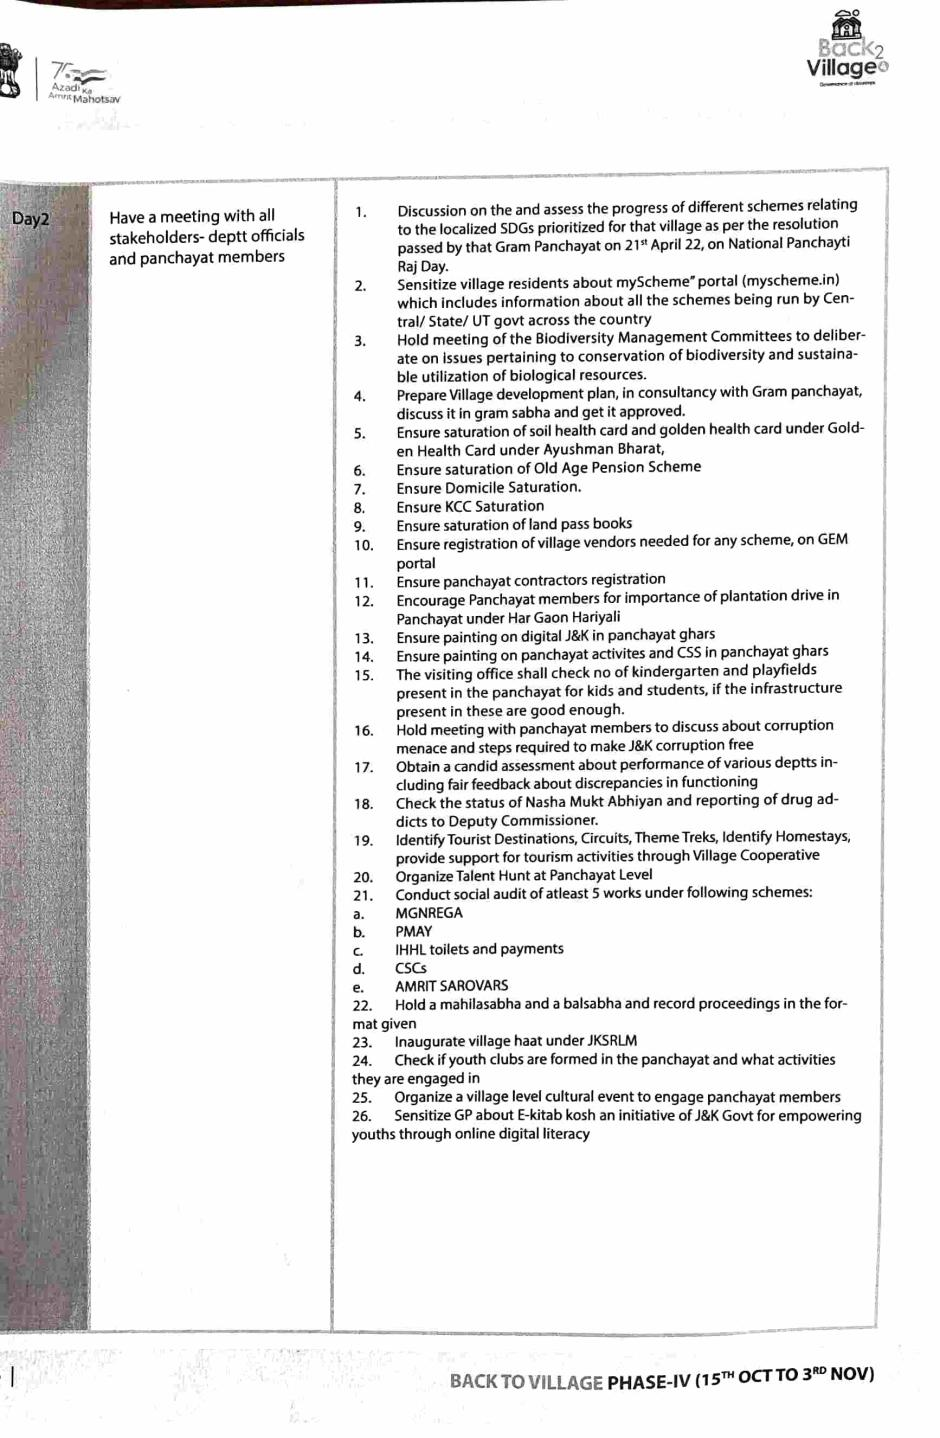 Azadi Ka
Amrit Mahotsav
Back2
Village
Day2
Have a meeting with all
stakeholders- deptt officials
and panchayat members
1. Discussion on the and assess the progress of different schemes relating
to the localized SDGs prioritized for that village as per the resolution
passed by that Gram Panchayat on 21st April 22, on National Panchayti
Raj Day.
2. Sensitize village residents about myScheme" portal (myscheme.in)
which includes information about all the schemes being run by Cen-
tral/ State/ UT govt across the country
3. Hold meeting of the Biodiversity Management Committees to deliber-
ate on issues pertaining to conservation of biodiversity and sustaina-
ble utilization of biological resources.
4. Prepare Village development plan, in consultancy with Gram panchayat,
discuss it in gram sabha and get it approved.
5. Ensure saturation of soil health card and golden health card under Gold-
en Health Card under Ayushman Bharat,
6. Ensure saturation of Old Age Pension Scheme
7. Ensure Domicile Saturation.
8. Ensure KCC Saturation
9. Ensure saturation of land pass books
10. Ensure registration of village vendors needed for any scheme, on GEM
portal
11. Ensure panchayat contractors registration
12. Encourage Panchayat members for importance of plantation drive in
Panchayat under Har Gaon Hariyali
13. Ensure painting on digital J&K in panchayat ghars
14. Ensure painting on panchayat activites and CSS in panchayat ghars
15. The visiting office shall check no of kindergarten and playfields
present in the panchayat for kids and students, if the infrastructure
present in these are good enough.
16. Hold meeting with panchayat members to discuss about corruption
menace and steps required to make J&K corruption free
17. Obtain a candid assessment about performance of various deptts in-
cluding fair feedback about discrepancies in functioning
18. Check the status of Nasha Mukt Abhiyan and reporting of drug ad-
dicts to Deputy Commissioner.
19. Identify Tourist Destinations, Circuits, Theme Treks, Identify Homestays,
provide support for tourism activities through Village Cooperative
20. Organize Talent Hunt at Panchayat Level
21. Conduct social audit of atleast 5 works under following schemes:
a. MGNREGA
b. PMAY
c. IHHL toilets and payments
d. CSCs
e. AMRIT SAROVARS
22. Hold a mahilasabha and a balsabha and record proceedings in the for-
mat given
23. Inaugurate village haat under JKSRLM
24. Check if youth clubs are formed in the panchayat and what activities
they are engaged in
25. Organize a village level cultural event to engage panchayat members
26. Sensitize GP about E-kitab kosh an initiative of J&K Govt for empowering
youths through online digital literacy
BACK TO VILLAGE PHASE-IV (15TH OCT TO 3RD NOV)